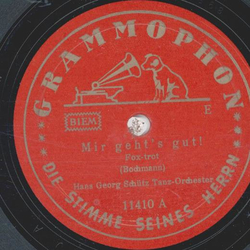 GRAMMOPHON
E
BIEM
Mir geht's gut!
Fox-trot
(Bochmann)
Hans Georg Schütz Tanz-Orchester
11410 A
DIE STIMME SEINES HERRN